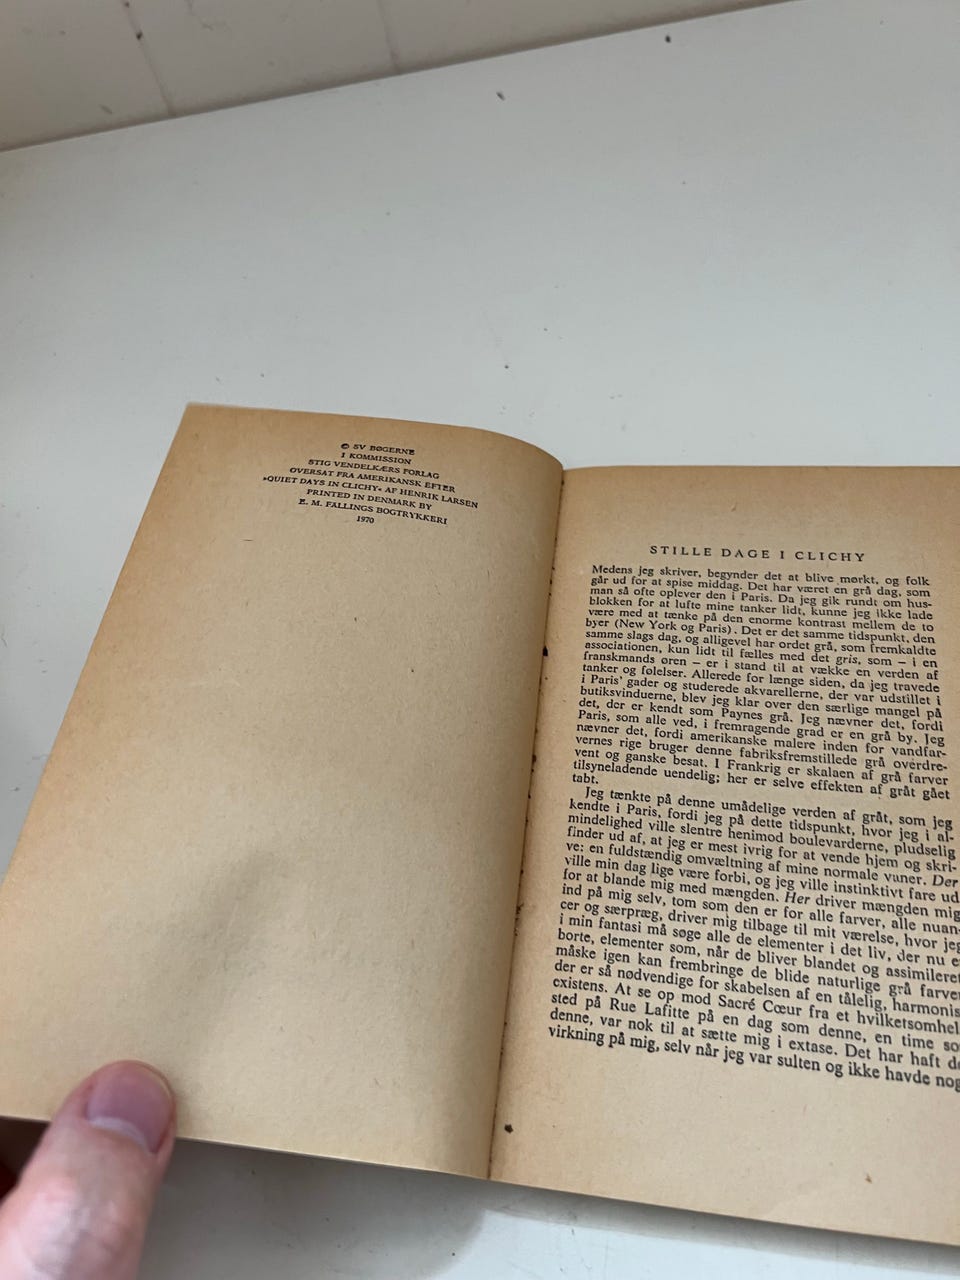 © SV BØGERNE
I KOMMISSION
STIG VENDELKÆRS FORLAG
OVERSAT FRA AMERIKANSK EFTER
»QUIET DAYS IN CLICHY« AF HENRIK LARSEN
PRINTED IN DENMARK BY
E. M. FALLINGS BOGTRYKKERI
1970
STILLE DAGE I CLICHY
Medens jeg skriver, begynder det at blive mørkt, og folk
går ud for at spise middag. Det har været en grå dag, som
man så ofte oplever den i Paris. Da jeg gik rundt om hus-
blokken for at lufte mine tanker lidt, kunne jeg ikke lade
være med at tænke på den enorme kontrast mellem de to
byer (New York og Paris). Det er det samme tidspunkt, den
samme slags dag, og alligevel har ordet grå, som fremkaldte
associationen, kun lidt til fælles med det gris, som – i en
franskmands øren – er i stand til at vække en verden af
tanker og følelser. Allerede for længe siden, da jeg travede
i Paris' gader og studerede akvarellerne, der var udstillet i
butiksvinduerne, blev jeg klar over den særlige mangel på
det, der er kendt som Paynes grå. Jeg nævner det, fordi
Paris, som alle ved, i fremragende grad er en grå by. Jeg
nævner det, fordi amerikanske malere inden for vandfar-
vernes rige bruger denne fabriksfremstillede grå overdre-
vent og ganske besat. I Frankrig er skalaen af grå farver
tilsyneladende uendelig; her er selve effekten af gråt gået
tabt.
Jeg tænkte på denne umådelige verden af gråt, som jeg
kendte i Paris, fordi jeg på dette tidspunkt, hvor jeg i al-
mindelighed ville slentre henimod boulevarderne, pludselig
finder ud af, at jeg er mest ivrig for at vende hjem og skri-
ve: en fuldstændig omvæltning af mine normale vaner. Der
ville min dag lige være forbi, og jeg ville instinktivt fare ud
for at blande mig med mængden. Her driver mængden mig
ind på mig selv, tom som den er for alle farver, alle nuan-
cer og særpræg, driver mig tilbage til mit værelse, hvor jeg
i min fantasi må søge alle de elementer i det liv, der nu e
borte, elementer som, når de bliver blandet og assimileret
måske igen kan frembringe de blide naturlige grå farver
der er så nødvendige for skabelsen af en tålelig, harmonis
existens. At se op mod Sacré Cœur fra et hvilketsomhel
sted på Rue Lafitte på en dag som denne, en time so
denne, var nok til at sætte mig i extase. Det har haft de
virkning på mig, selv når jeg var sulten og ikke havde nog